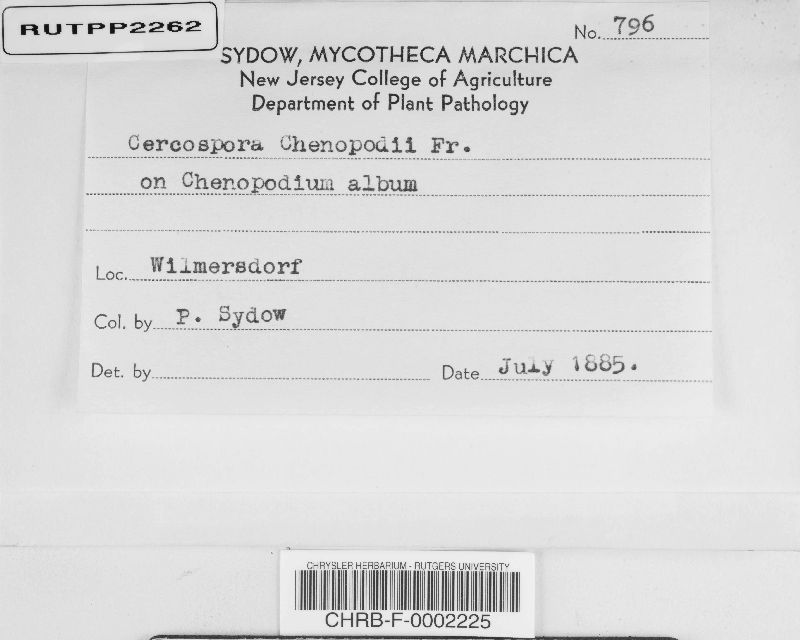 RUTPP2262
No. 796
SYDOW, MYCOTHECA MARCHICA
New Jersey College of Agriculture
Department of Plant Pathology
Cercospora Chenopodii Fr.
on Chenopodium album
Loc. Wilmersdorf
Col. by P. Sydow
Det. by
Date July 1885.
CHRYSLER HERBARIUM - RUTGERS UNIVERSITY
CHRB-F-0002225